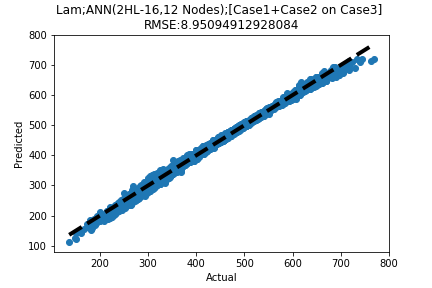 Lam;ANN(2HL-16,12 Nodes);[Case1+Case2 on Case3]
RMSE:8.95094912928084
800
700
600
500
400
300
200
100
Predicted
200 300 400 500 600 700 800
Actual